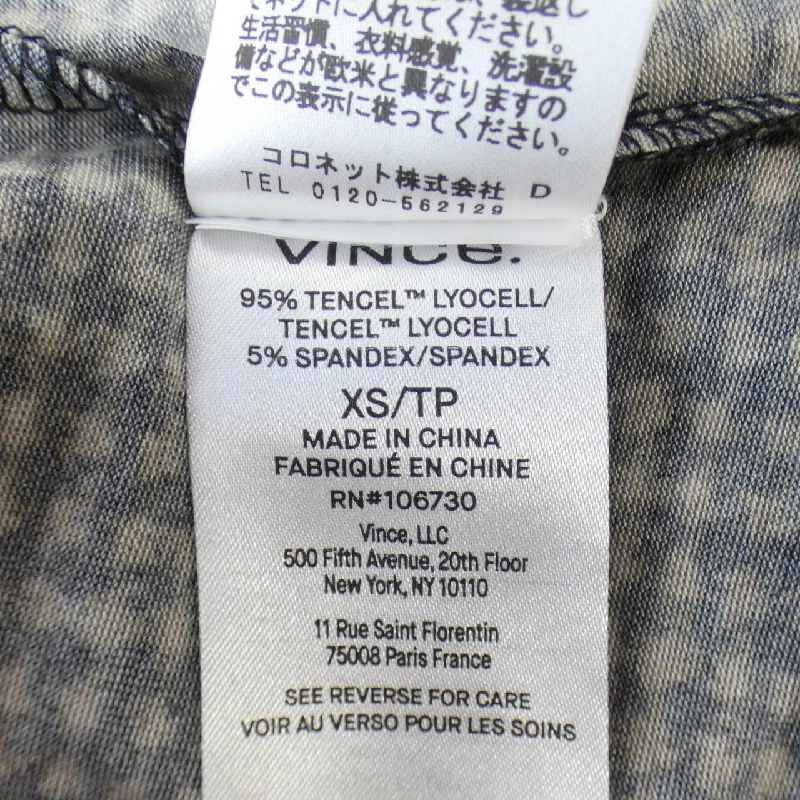 でネットに入れてください。
生活習慣、衣料感覚、洗濯設
備などが欧米と異なりますの
でこの表示に従ってください。
コロネット株式会社 D
TEL 0120-562129
VINCE.
95% TENCEL™ LYOCELL/
TENCEL™ LYOCELL
5% SPANDEX/SPANDEX
XS/TP
MADE IN CHINA
FABRIQUÉ EN CHINE
RN#106730
Vince, LLC
500 Fifth Avenue, 20th Floor
New York, NY 10110
11 Rue Saint Florentin
75008 Paris France
SEE REVERSE FOR CARE
VOIR AU VERSO POUR LES SOINS